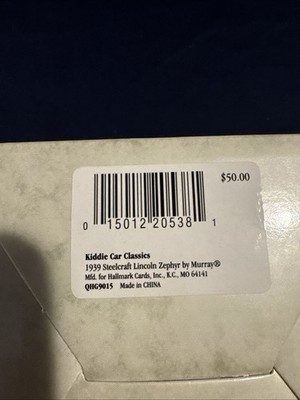 $50.00
0 15012 20538 1
Kiddie Car Classics
1939 Steelcraft Lincoln Zephyr by Murray®
Mfd. for Hallmark Cards, Inc., K.C., MO 64141
QHG9015 Made in CHINA